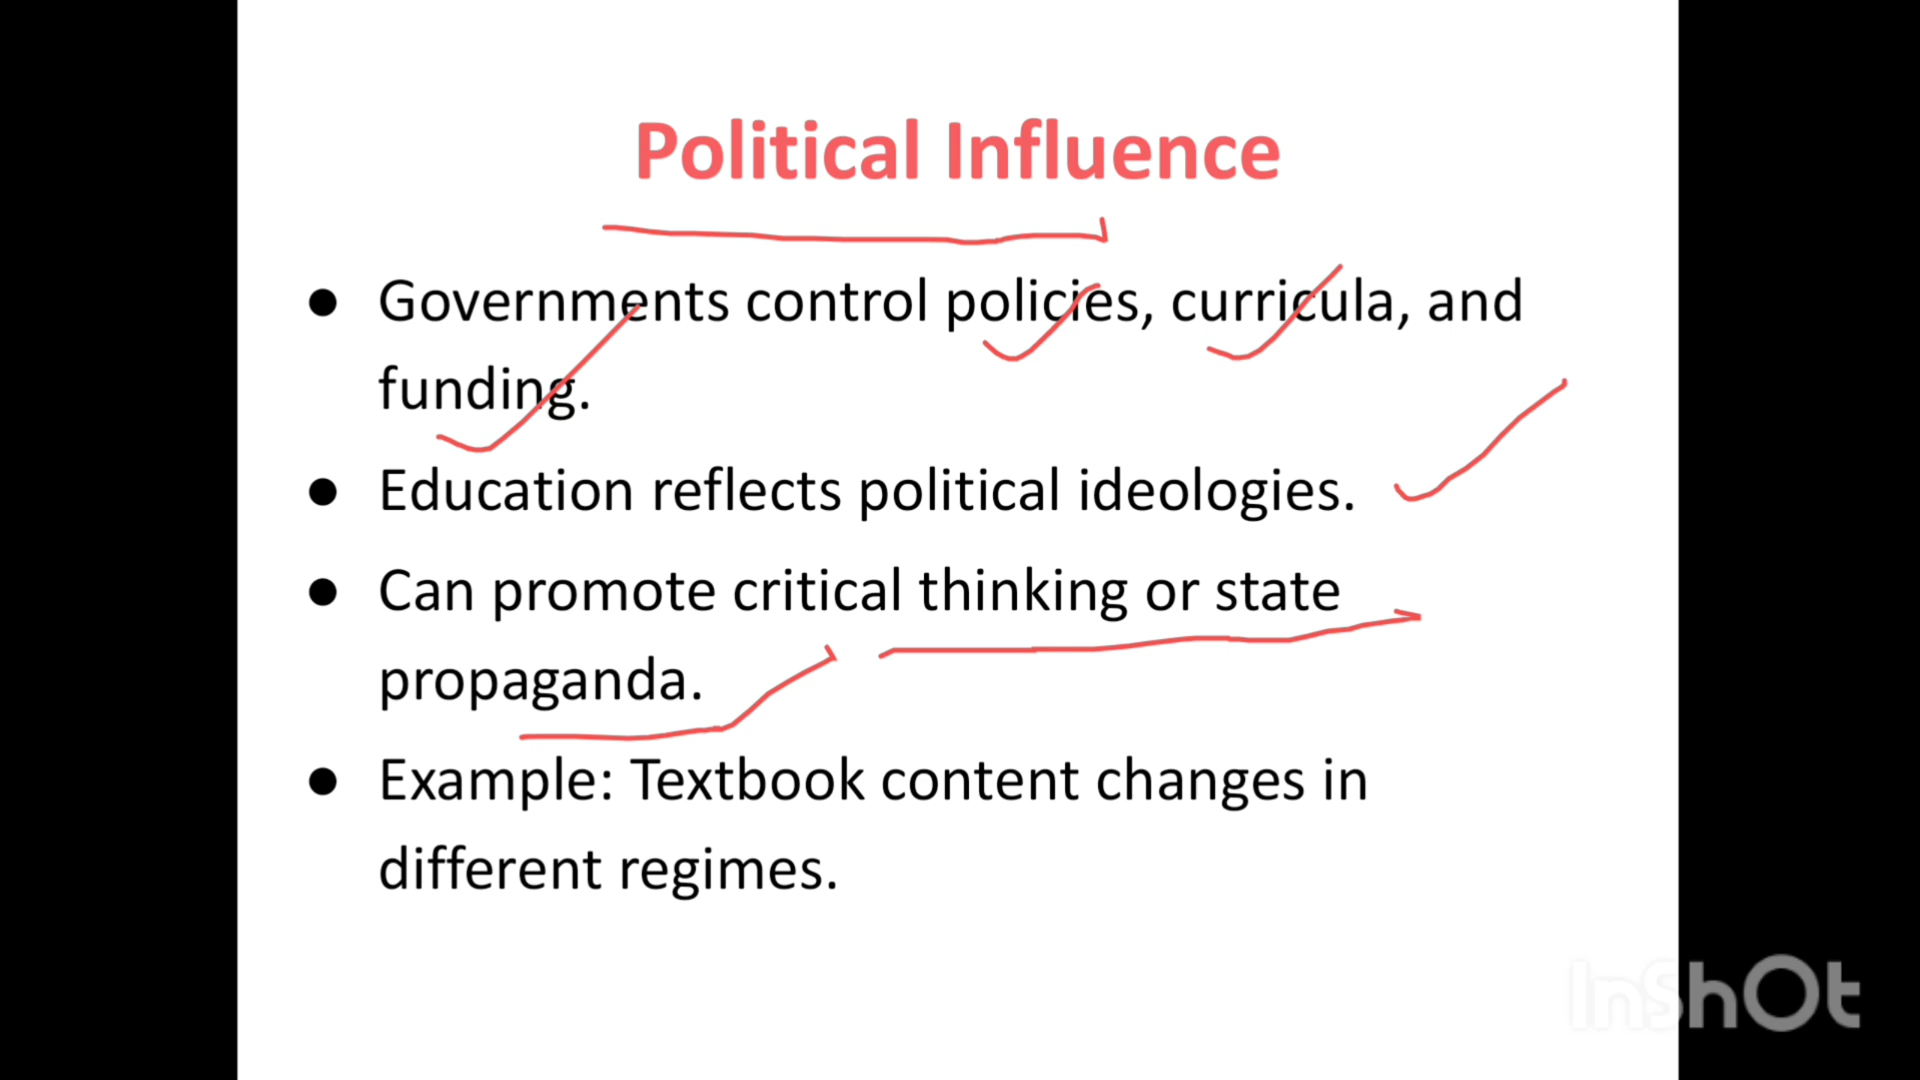 Political Influence
● Governments control policies, curricula, and
funding.
● Education reflects political ideologies.
● Can promote critical thinking or state
propaganda.
● Example: Textbook content changes in
different regimes.
InShOt